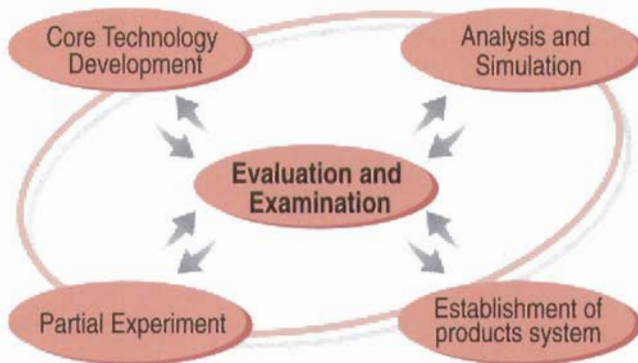 Core Technology
Development
Analysis and
Simulation
Evaluation and
Examination
Partial Experiment
Establishment of
products system